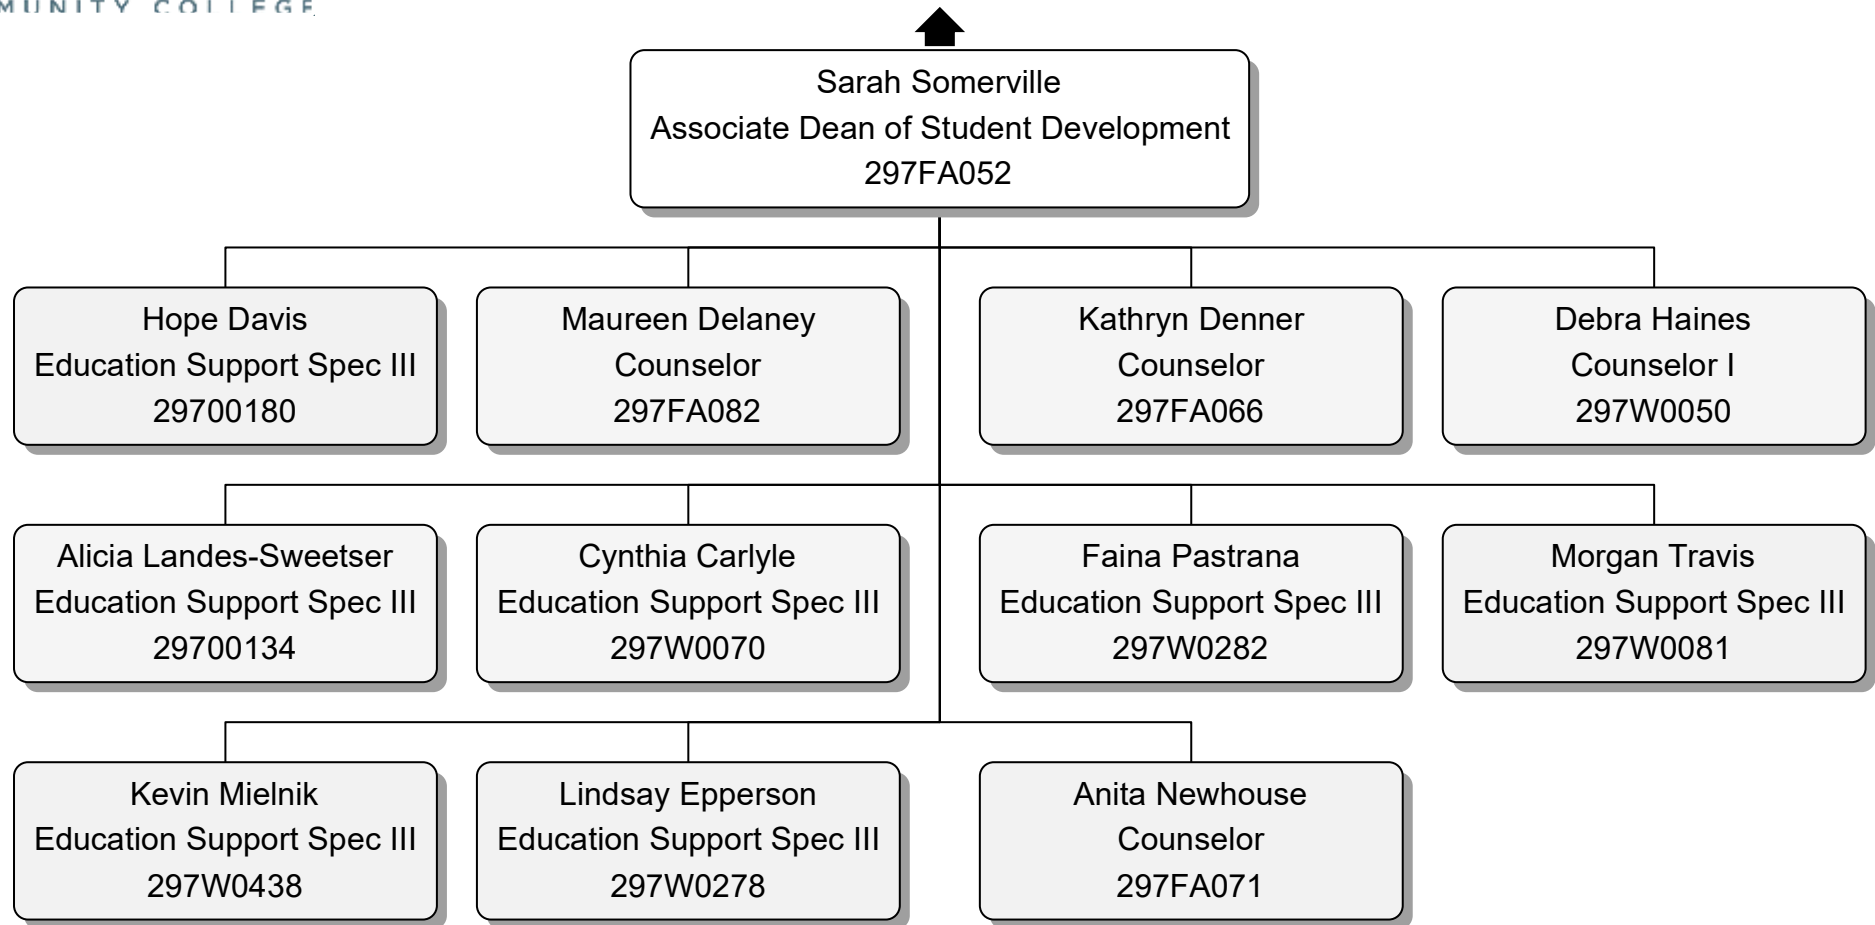 MUNITY COLLEGE
Sarah Somerville
Associate Dean of Student Development
297FA052
Hope Davis
Education Support Spec III
29700180
Maureen Delaney
Counselor
297FA082
Kathryn Denner
Counselor
297FA066
Debra Haines
Counselor I
297W0050
Alicia Landes-Sweetser
Education Support Spec III
29700134
Cynthia Carlyle
Education Support Spec III
297W0070
Faina Pastrana
Education Support Spec III
297W0282
Morgan Travis
Education Support Spec III
297W0081
Kevin Mielnik
Education Support Spec III
297W0438
Lindsay Epperson
Education Support Spec III
297W0278
Anita Newhouse
Counselor
297FA071